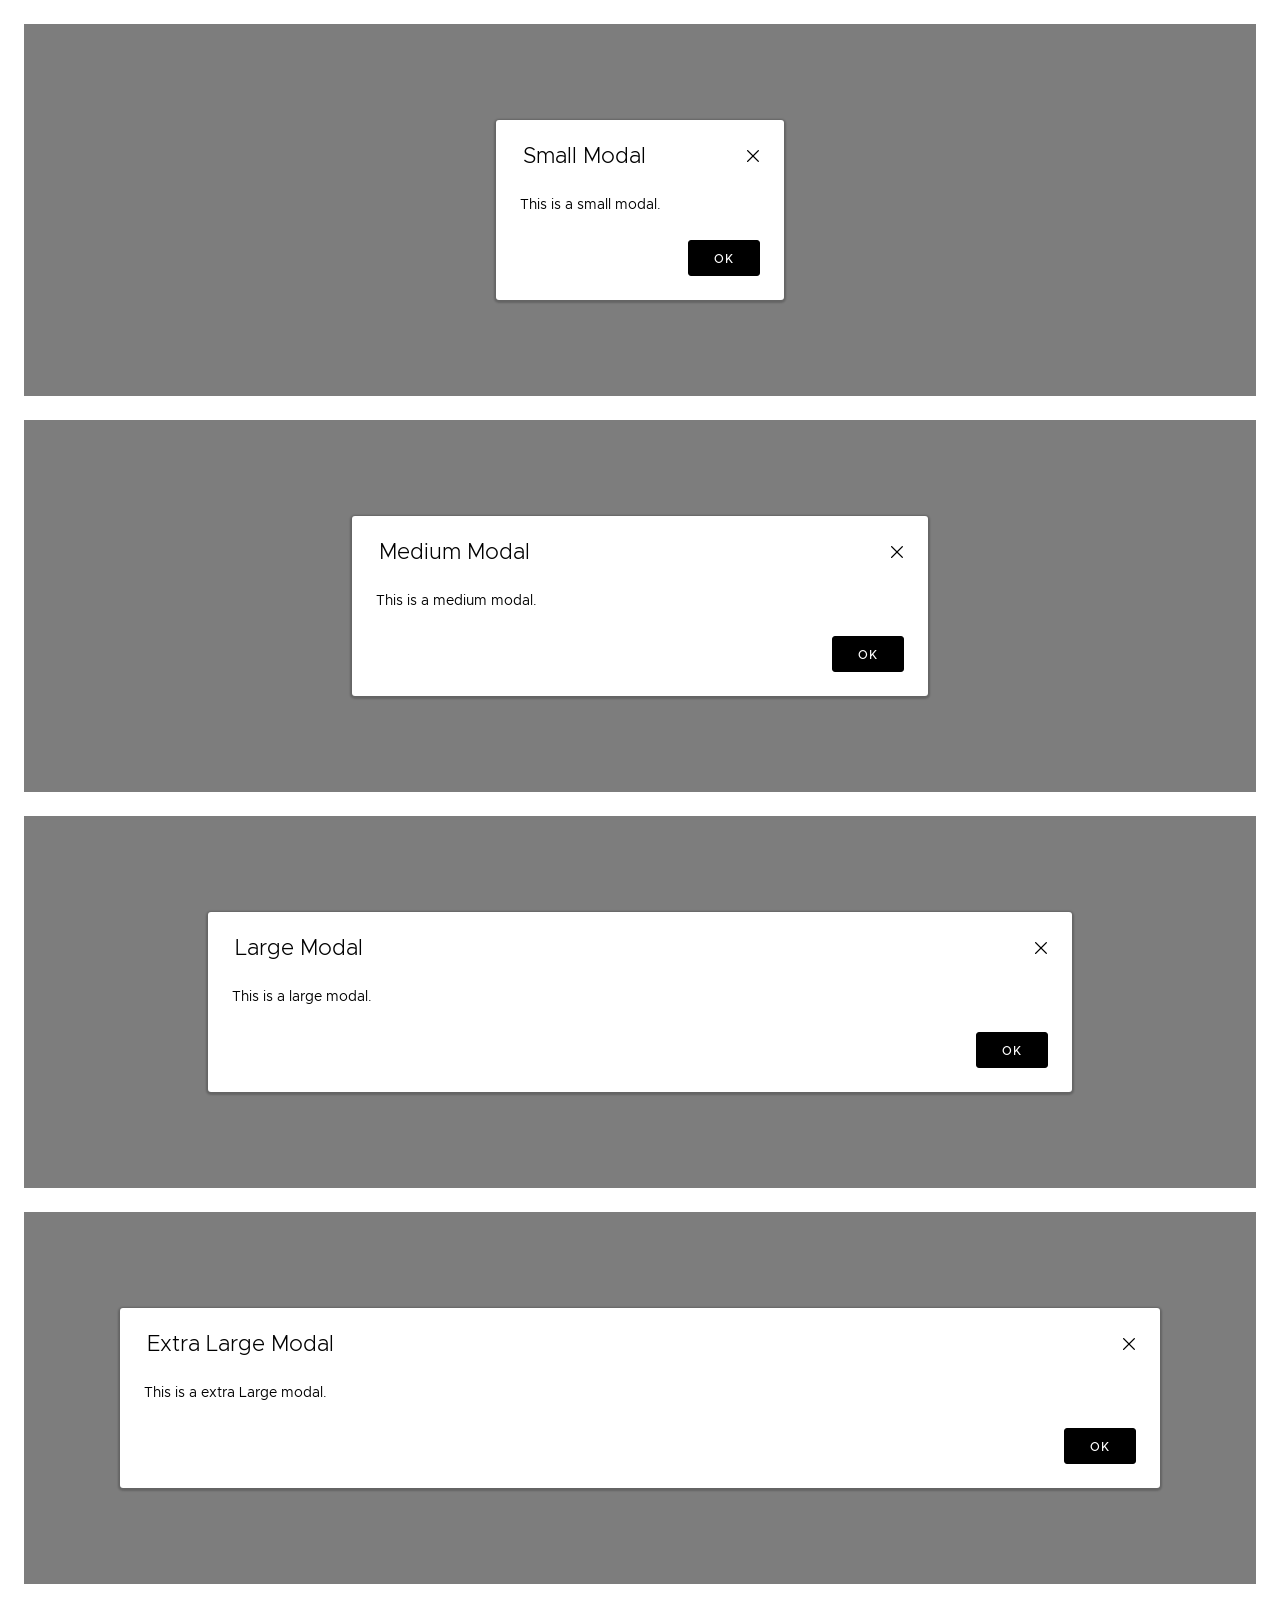 Small Modal
This is a small modal.
OK
Medium Modal
This is a medium modal.
OK
Large Modal
This is a large modal.
OK
Extra Large Modal
This is a extra Large modal.
OK